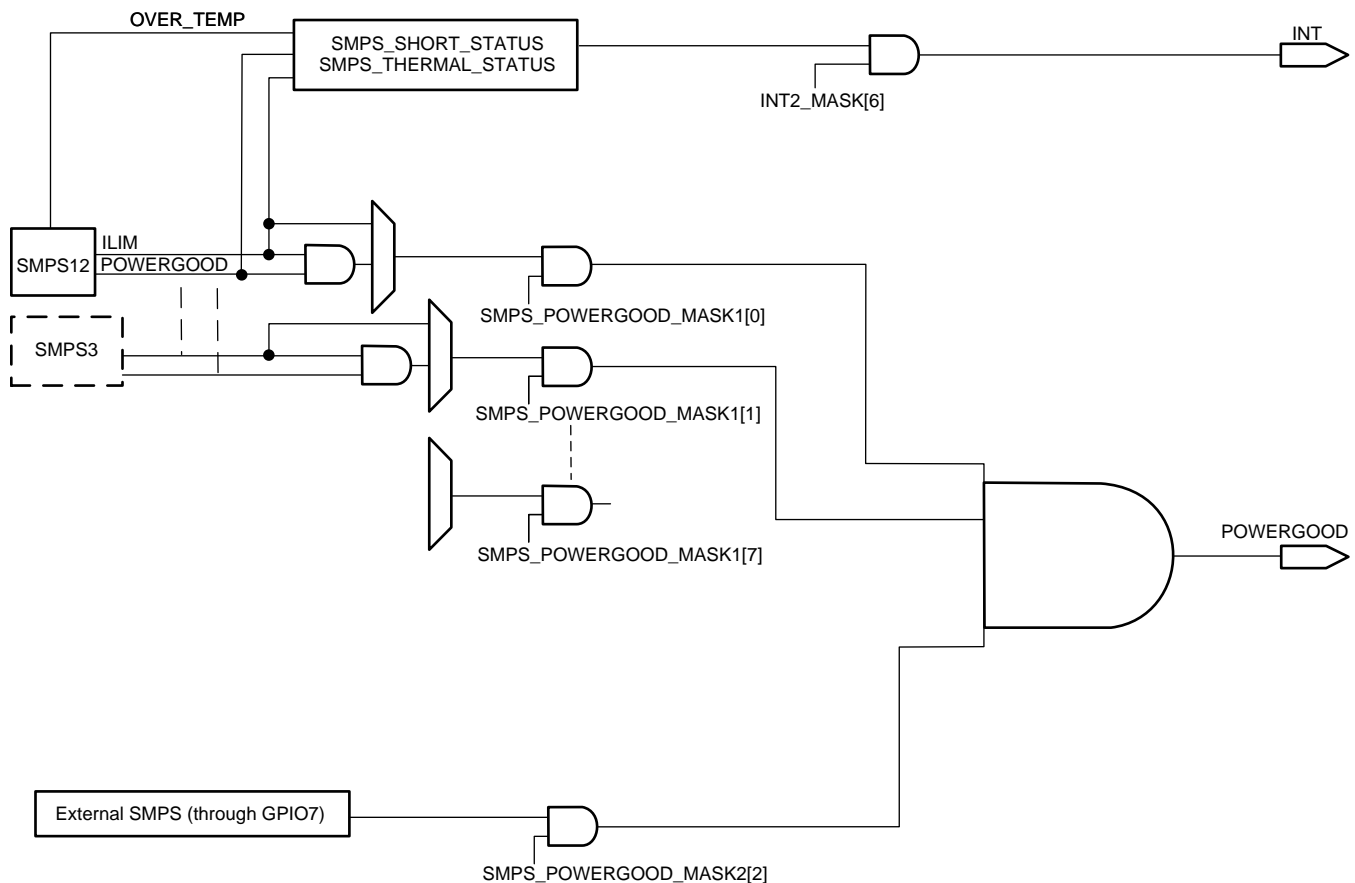 OVER_TEMP
SMPS_SHORT_STATUS
SMPS_THERMAL_STATUS
INT
INT2_MASK[6]
SMPS12
ILIM
POWERGOOD
SMPS_POWERGOOD_MASK1[0]
SMPS3
SMPS_POWERGOOD_MASK1[1]
SMPS_POWERGOOD_MASK1[7]
POWERGOOD
External SMPS (through GPIO7)
SMPS_POWERGOOD_MASK2[2]